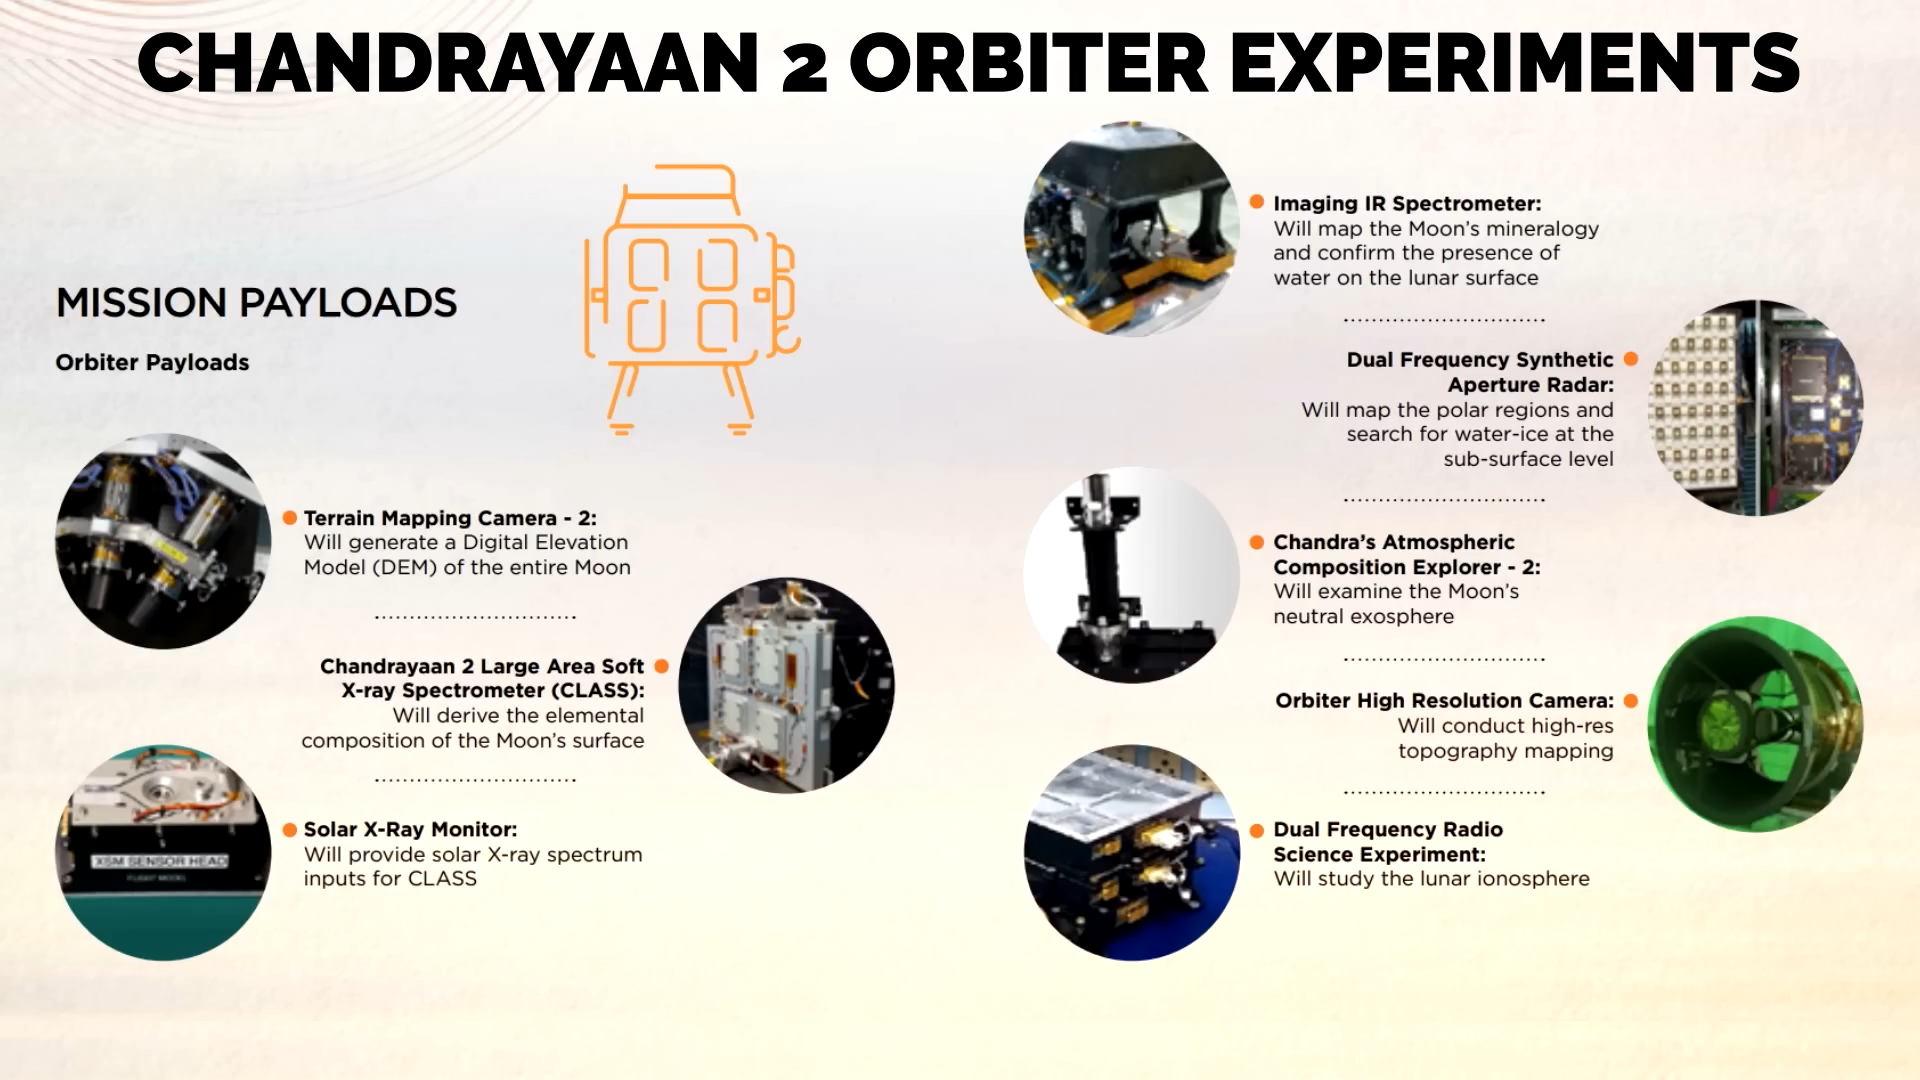 CHANDRAYAAN 2 ORBITER EXPERIMENTS
MISSION PAYLOADS
Orbiter Payloads
Terrain Mapping Camera - 2:
Will generate a Digital Elevation
Model (DEM) of the entire Moon
Chandrayaan 2 Large Area Soft
X-ray Spectrometer (CLASS):
Will derive the elemental
composition of the Moon’s surface
XSM SENSOR HEAD
FLIGHT MODEL
Solar X-Ray Monitor:
Will provide solar X-ray spectrum
inputs for CLASS
Imaging IR Spectrometer:
Will map the Moon’s mineralogy
and confirm the presence of
water on the lunar surface
Dual Frequency Synthetic
Aperture Radar:
Will map the polar regions and
search for water-ice at the
sub-surface level
Chandra’s Atmospheric
Composition Explorer - 2:
Will examine the Moon’s
neutral exosphere
Orbiter High Resolution Camera:
Will conduct high-res
topography mapping
Dual Frequency Radio
Science Experiment:
Will study the lunar ionosphere